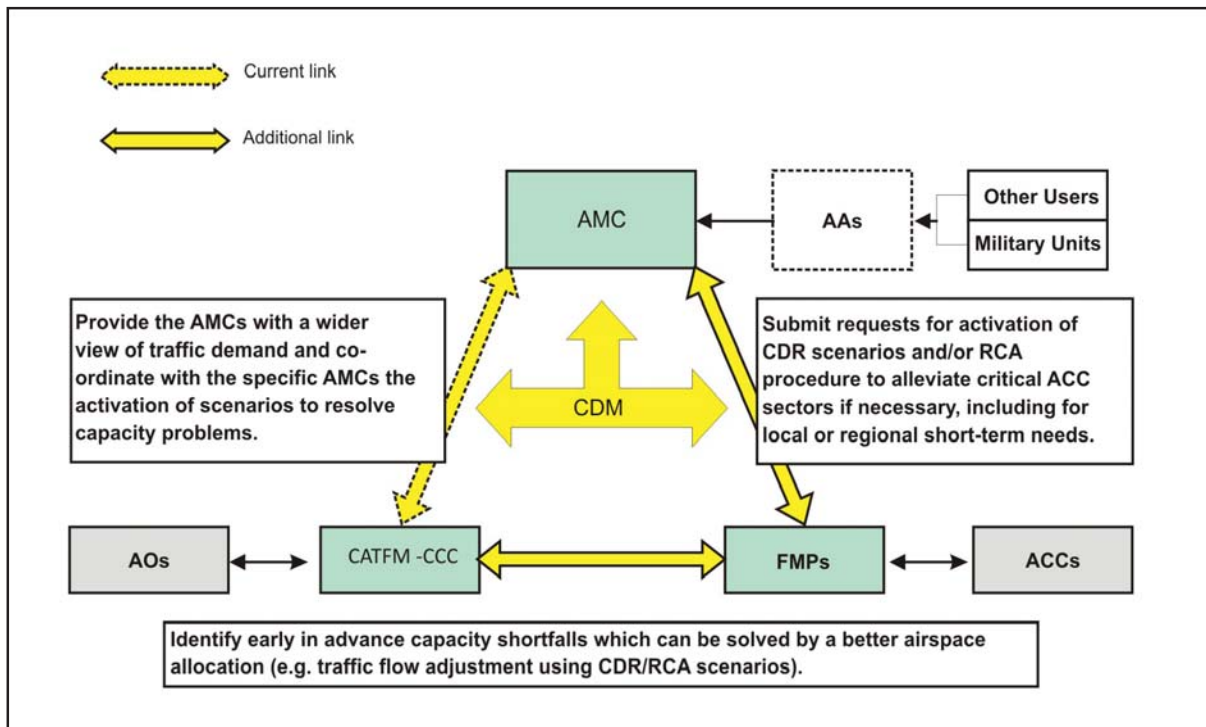 Current link
Additional link
AMC
AAs
Other Users
Military Units
Provide the AMCs with a wider
view of traffic demand and co-
ordinate with the specific AMCs the
activation of scenarios to resolve
capacity problems.
CDM
Submit requests for activation of
CDR scenarios and/or RCA
procedure to alleviate critical ACC
sectors if necessary, including for
local or regional short-term needs.
AOs
CATFM -CCC
FMPs
ACCs
Identify early in advance capacity shortfalls which can be solved by a better airspace
allocation (e.g. traffic flow adjustment using CDR/RCA scenarios).